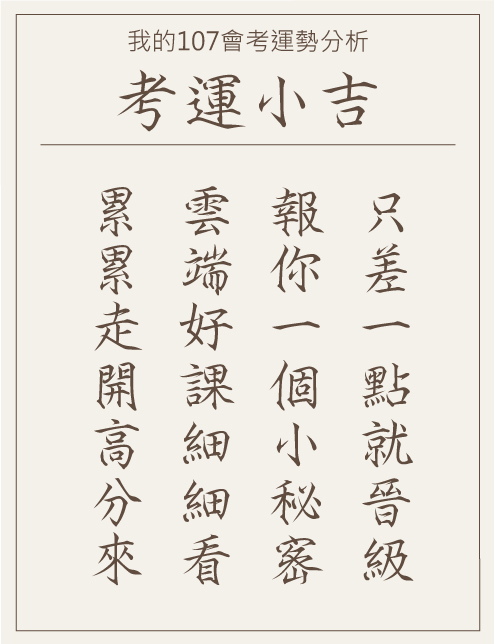 我的107會考運勢分析
考運小吉
只差一點就晉級
報你一個小秘密
雲端好課細細看
累累走開高分來